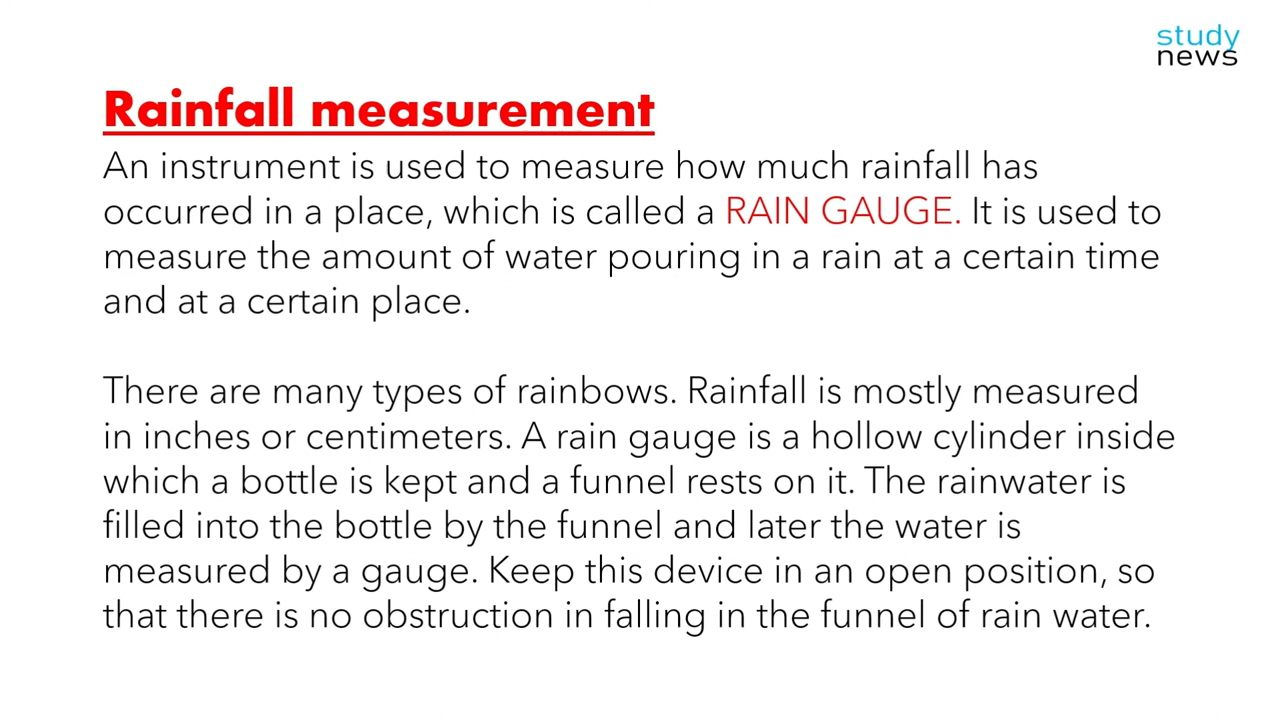 study
news
Rainfall measurement
An instrument is used to measure how much rainfall has
occurred in a place, which is called a RAIN GAUGE. It is used to
measure the amount of water pouring in a rain at a certain time
and at a certain place.
There are many types of rainbows. Rainfall is mostly measured
in inches or centimeters. A rain gauge is a hollow cylinder inside
which a bottle is kept and a funnel rests on it. The rainwater is
filled into the bottle by the funnel and later the water is
measured by a gauge. Keep this device in an open position, so
that there is no obstruction in falling in the funnel of rain water.